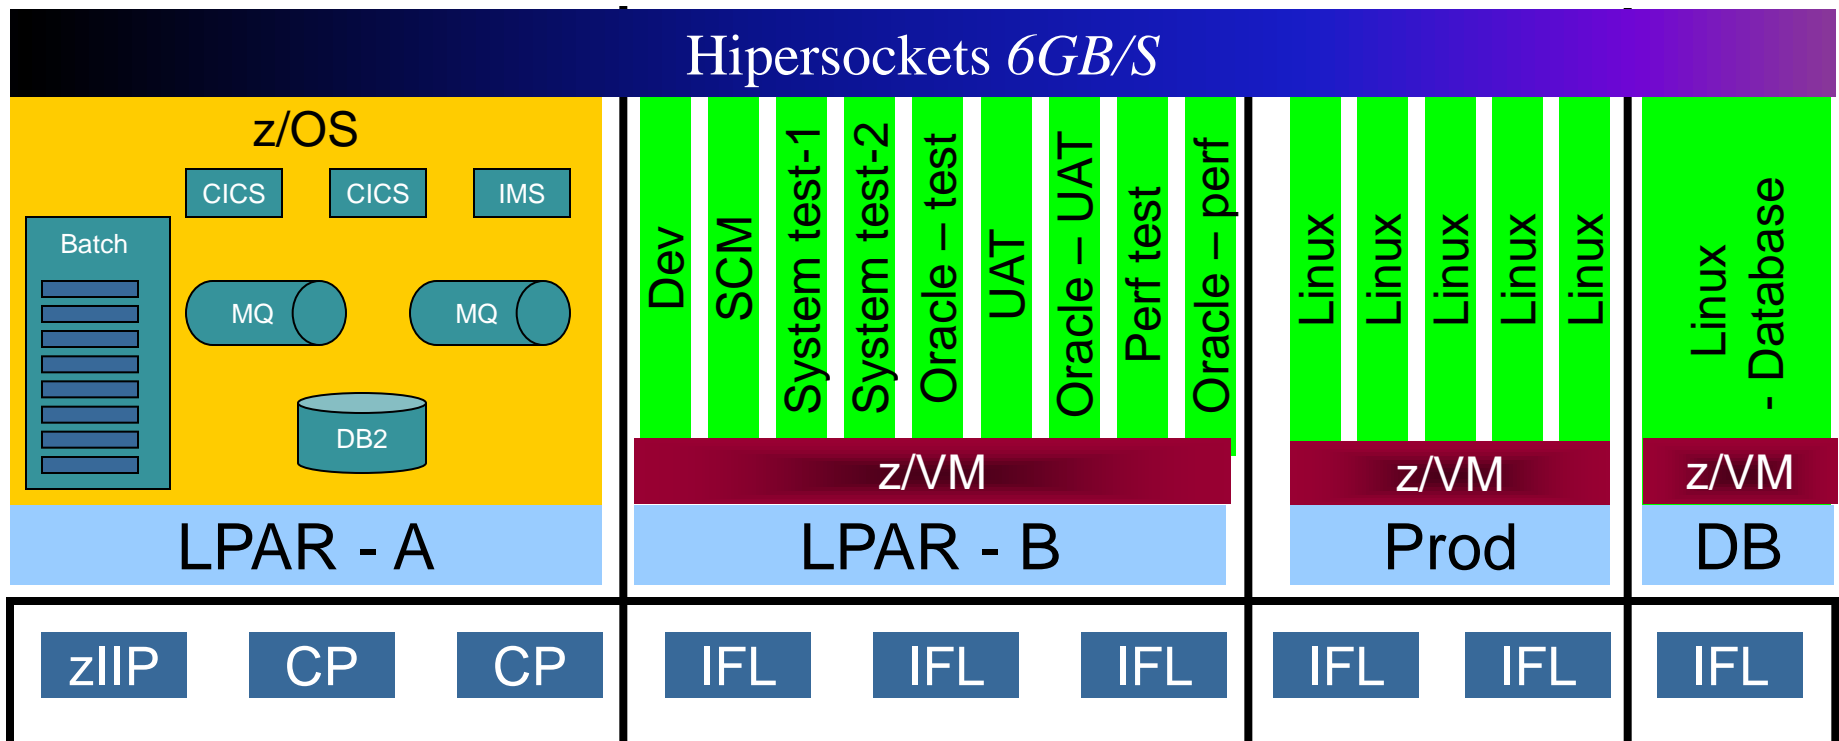 Hipersockets 6GB/S
z/OS
CICS
CICS
IMS
Batch
MQ
MQ
DB2
LPAR - A
Dev
SCM
System test-1
System test-2
Oracle – test
UAT
Oracle – UAT
Perf test
Oracle – perf
z/VM
LPAR - B
Linux
Linux
Linux
Linux
Linux
z/VM
Prod
Linux
- Database
z/VM
DB
zIIP
CP
CP
IFL
IFL
IFL
IFL
IFL
IFL